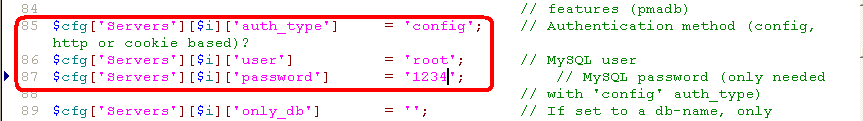 84 // features (pmadb)
85 $cfg['Servers'][$i]['auth_type'] = 'config'; // Authentication method (config,
http or cookie based)?
86 $cfg['Servers'][$i]['user'] = 'root'; // MySQL user
87 $cfg['Servers'][$i]['password'] = '1234'; // MySQL password (only needed
88 // with 'config' auth_type)
89 $cfg['Servers'][$i]['only_db'] = ''; // If set to a db-name, only